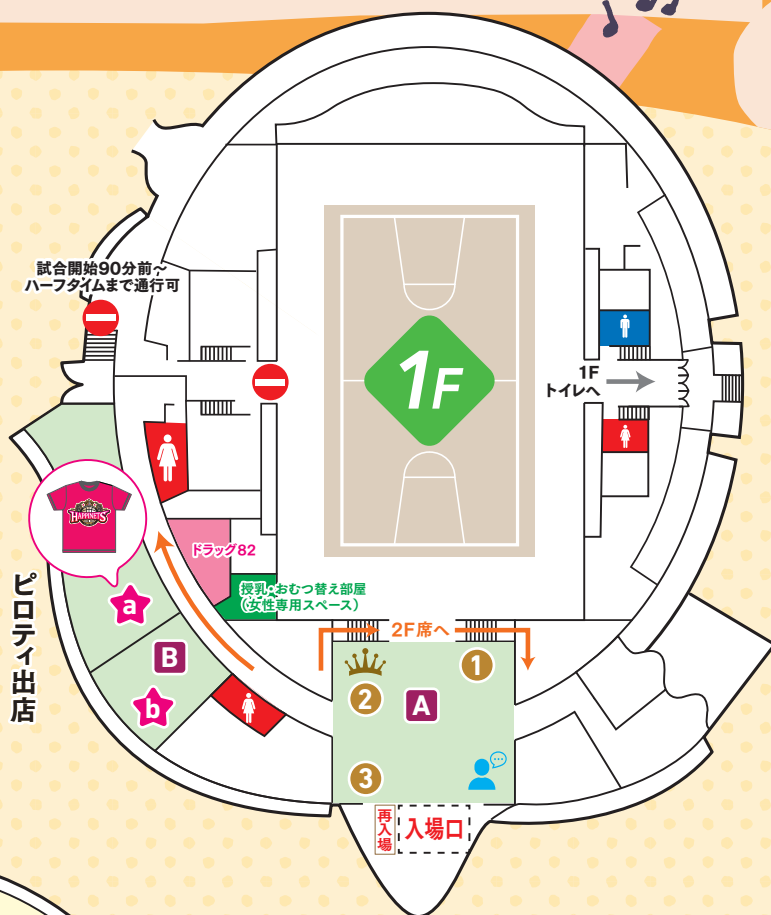 試合開始90分前～
ハーフタイムまで通行可
1F
1F
トイレへ
HAPPINETS
ドラッグ82
授乳・おむつ替え部屋
（女性専用スペース）
ピロティ出店
a
B
b
2F席へ
1
2
A
3
再入場
入場口